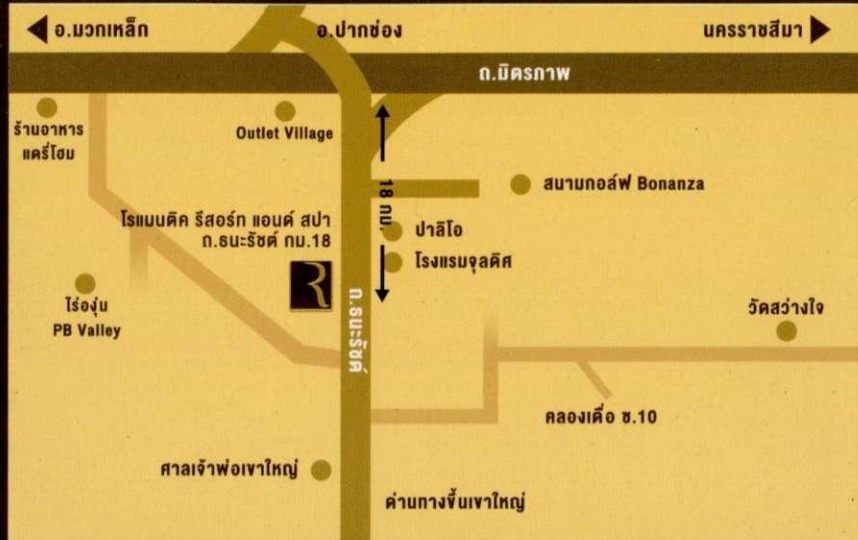 อ.มวกเหล็ก
อ.ปากช่อง
นครราชสีมา
ถ.มิตรภาพ
ร้านอาหาร
แดรี่โฮม
Outlet Village
18 กม.
สนามกอล์ฟ Bonanza
โรแมนติค รีสอร์ท แอนด์ สปา
ถ.ธนะรัชต์ กม.18
ปาลิโอ
โรงแรมจุลดิศ
R
ไร่องุ่น
PB Valley
ถ.ธนะรัชต์
วัดสว่างใจ
คลองเดื่อ ซ.10
ศาลเจ้าพ่อเขาใหญ่
ด่านทางขึ้นเขาใหญ่